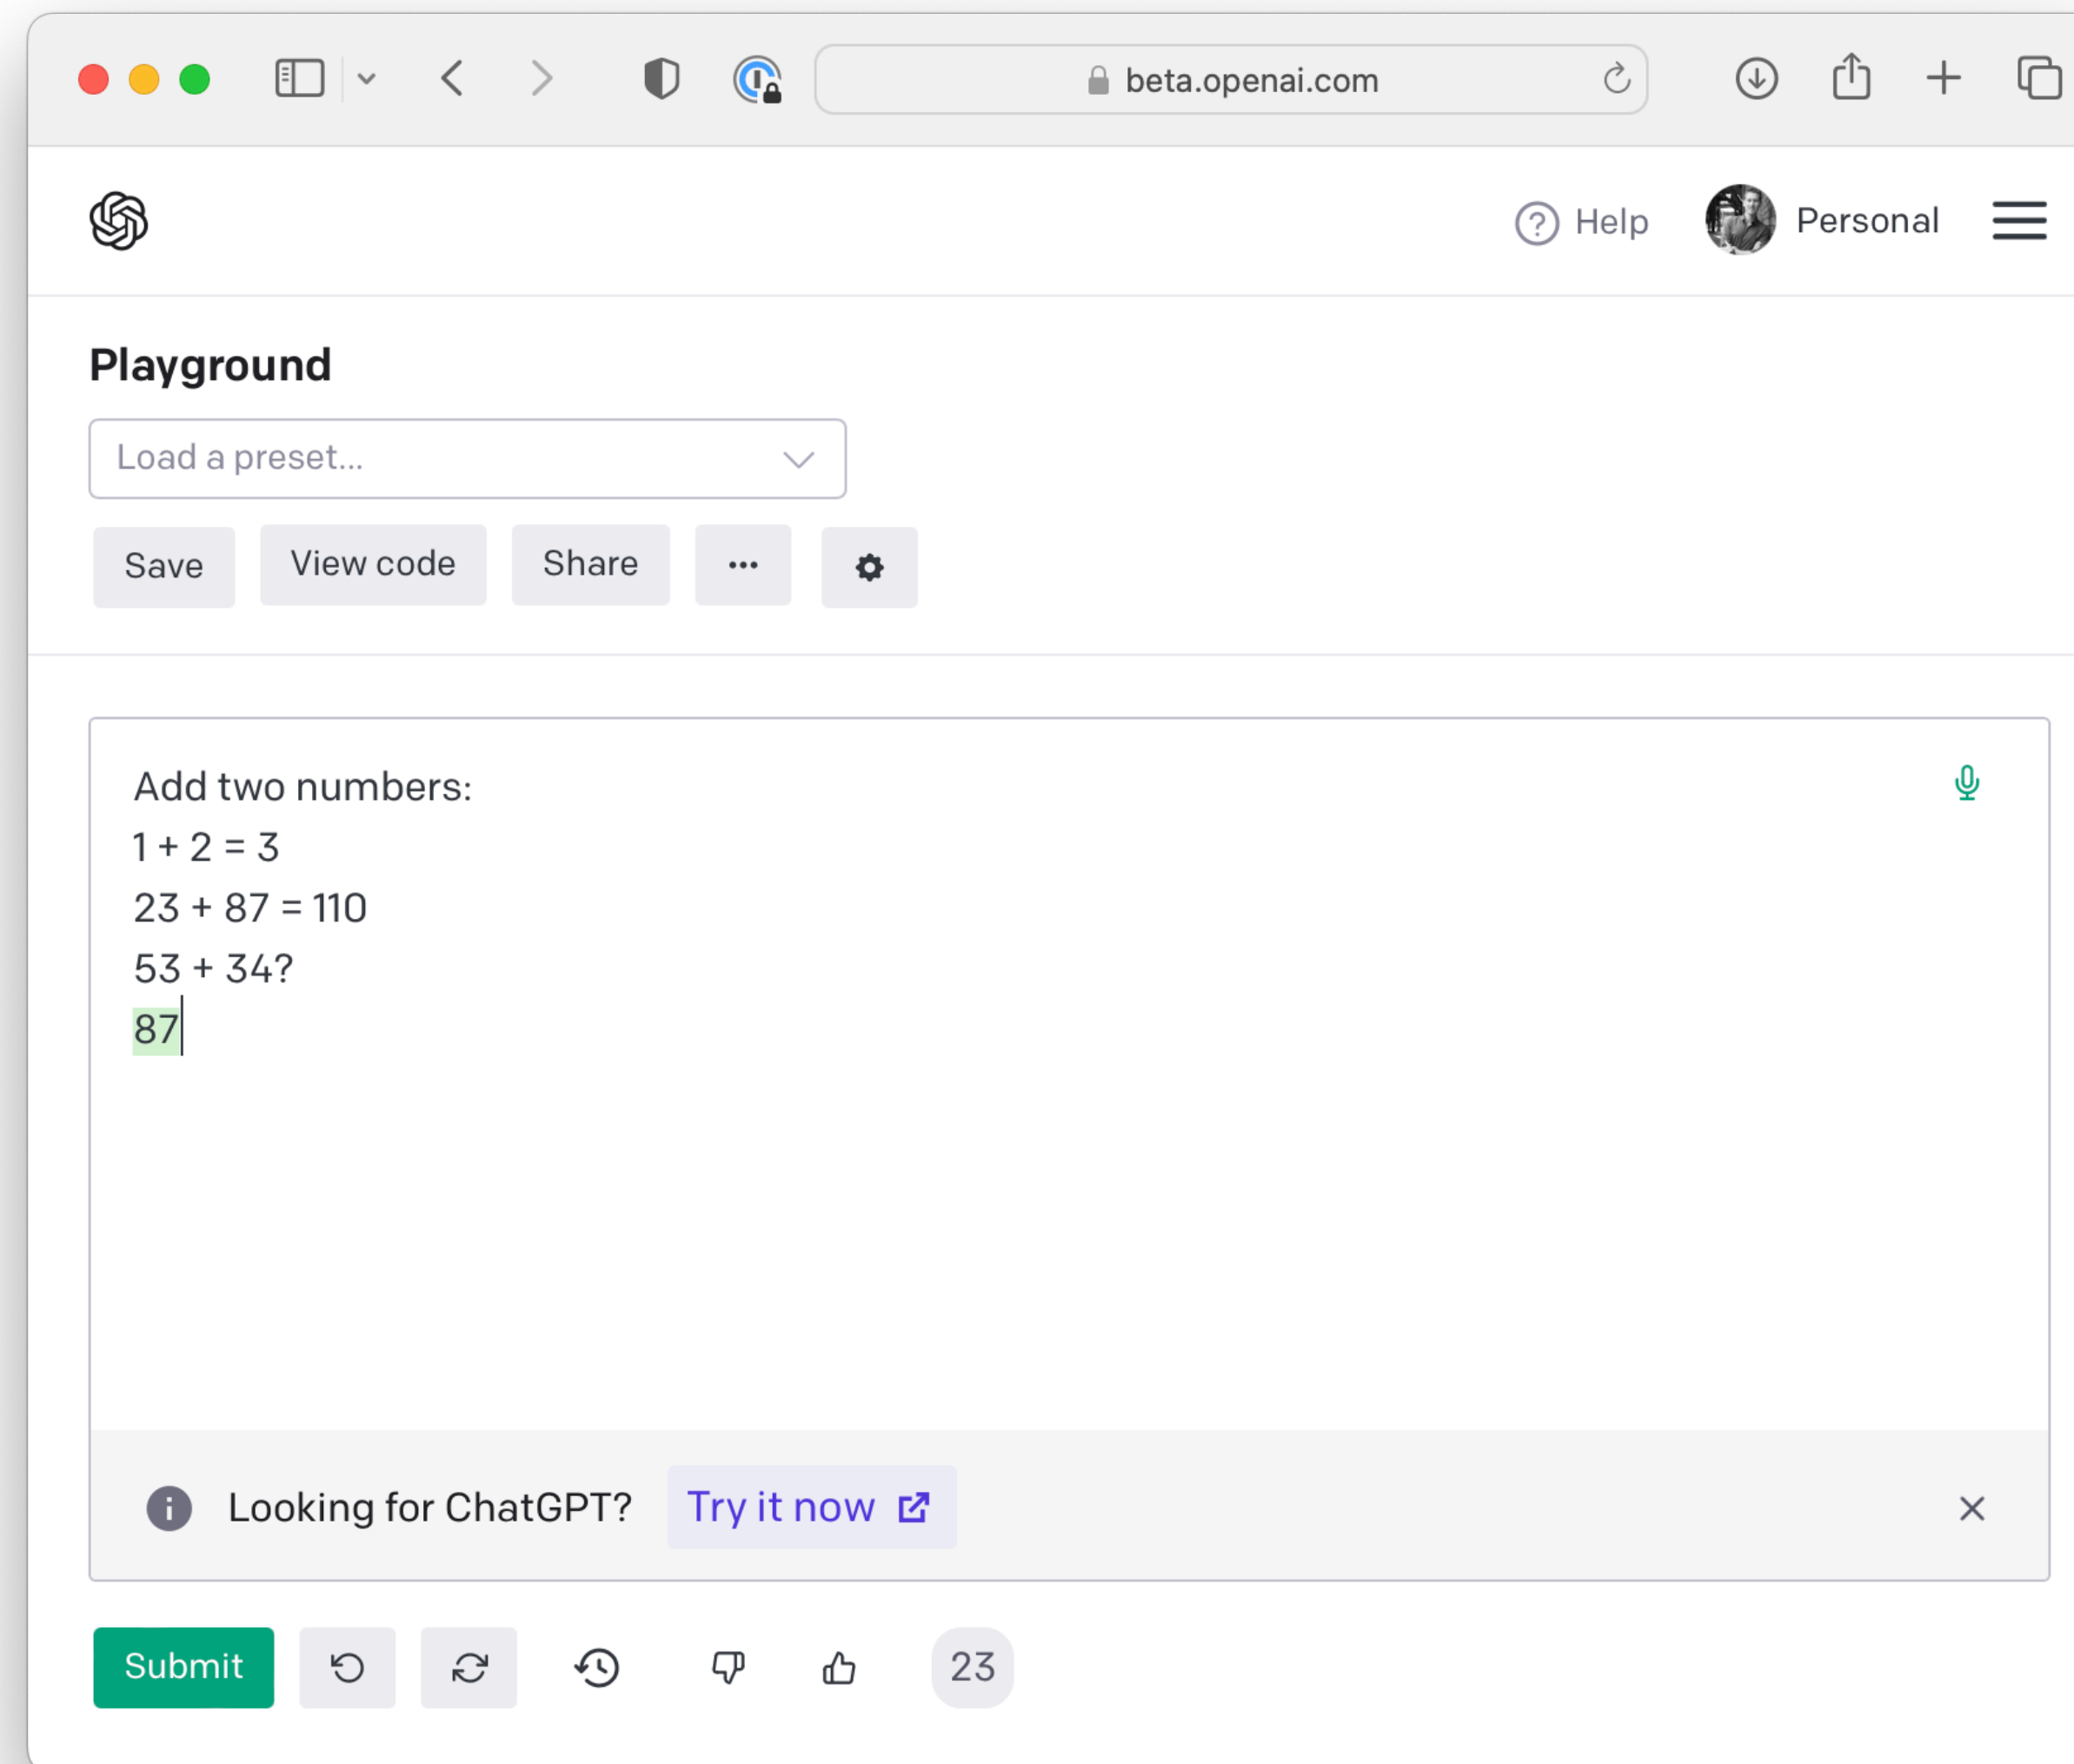 beta.openai.com
Help
Personal
Playground
Load a preset...
Save
View code
Share
Add two numbers:
1 + 2 = 3
23 + 87 = 110
53 + 34?
87
Looking for ChatGPT?
Try it now
Submit
23